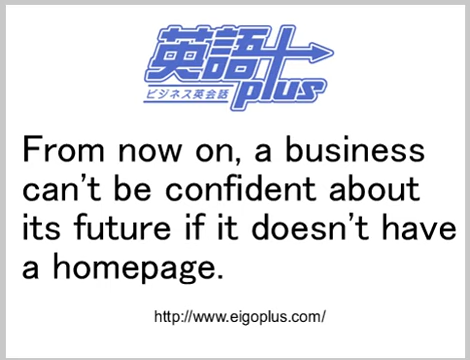 英語+
plus
ビジネス英会話
From now on, a business
can't be confident about
its future if it doesn't have
a homepage.
http://www.eigoplus.com/